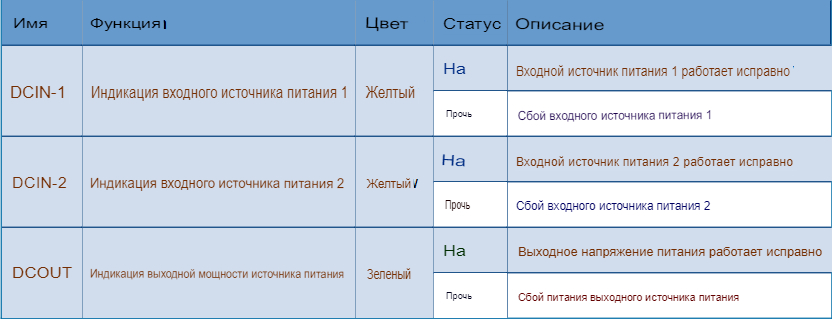 Имя Функция Цвет Статус Описание
DCIN-1 Индикация входного источника питания 1 Желтый На Входной источник питания 1 работает исправно
Прочь Сбой входного источника питания 1
DCIN-2 Индикация входного источника питания 2 Желтый На Входной источник питания 2 работает исправно
Прочь Сбой входного источника питания 2
DCOUT Индикация выходной мощности источника питания Зеленый На Выходное напряжение питания работает исправно
Прочь Сбой питания выходного источника питания